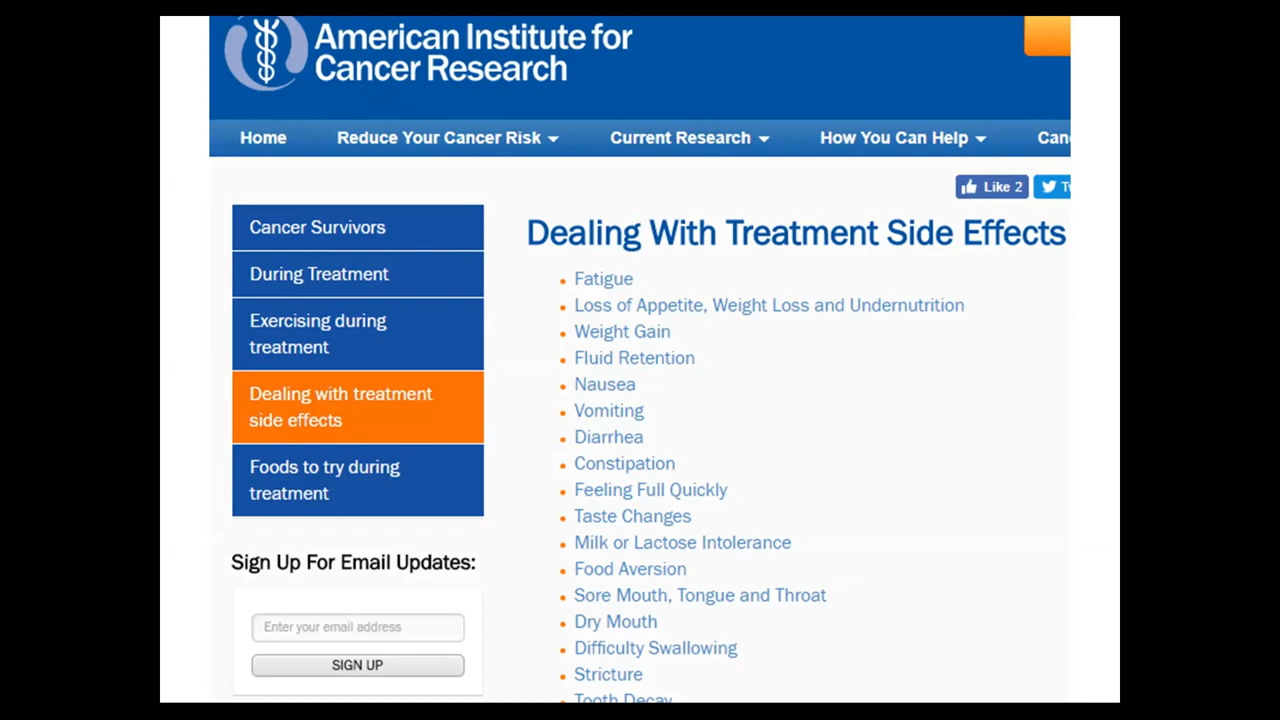 American Institute for
Cancer Research
Home
Reduce Your Cancer Risk
Current Research
How You Can Help
Like 2
Dealing With Treatment Side Effects
Cancer Survivors
During Treatment
Exercising during
treatment
Dealing with treatment
side effects
Foods to try during
treatment
Sign Up For Email Updates:
Enter your email address
SIGN UP
Fatigue
Loss of Appetite, Weight Loss and Undernutrition
Weight Gain
Fluid Retention
Nausea
Vomiting
Diarrhea
Constipation
Feeling Full Quickly
Taste Changes
Milk or Lactose Intolerance
Food Aversion
Sore Mouth, Tongue and Throat
Dry Mouth
Difficulty Swallowing
Stricture
Tooth Decay